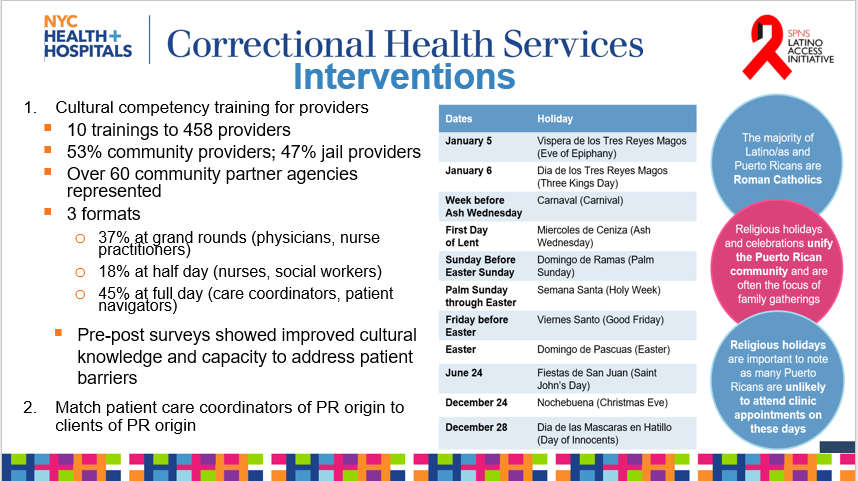 NYC
HEALTH+
HOSPITALS
Correctional Health Services
SPNS
LATINO
ACCESS
INITIATIVE
Interventions
1. Cultural competency training for providers
10 trainings to 458 providers
53% community providers; 47% jail providers
Over 60 community partner agencies
represented
3 formats
37% at grand rounds (physicians, nurse
practitioners)
18% at half day (nurses, social workers)
45% at full day (care coordinators, patient
navigators)
Pre-post surveys showed improved cultural
knowledge and capacity to address patient
barriers
2. Match patient care coordinators of PR origin to
clients of PR origin
Dates Holiday
January 5 Vispera de los Tres Reyes Magos
(Eve of Epiphany)
January 6 Dia de los Tres Reyes Magos
(Three Kings Day)
Week before Carnaval (Carnival)
Ash Wednesday
First Day Miercoles de Ceniza (Ash
of Lent Wednesday)
Sunday Before Domingo de Ramas (Palm
Easter Sunday Sunday)
Palm Sunday Semana Santa (Holy Week)
through Easter
Friday before Viernes Santo (Good Friday)
Easter
Easter Domingo de Pascuas (Easter)
June 24 Fiestas de San Juan (Saint
John's Day)
December 24 Nochebuena (Christmas Eve)
December 28 Dia de las Mascaras en Hatillo
(Day of Innocents)
The majority of
Latino/as and
Puerto Ricans are
Roman Catholics
Religious holidays
and celebrations unify
the Puerto Rican
community and are
often the focus of
family gatherings
Religious holidays
are important to note
as many Puerto
Ricans are unlikely
to attend clinic
appointments on
these days